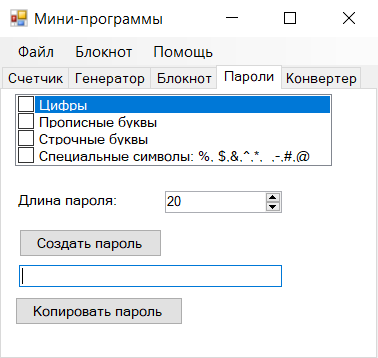 Мини-программы
Файл Блокнот Помощь
Счетчик Генератор Блокнот Пароли Конвертер
Цифры
Прописные буквы
Строчные буквы
Специальные символы: %, $,&,^,*, ,-,#,@
Длина пароля: 20
Создать пароль
Копировать пароль